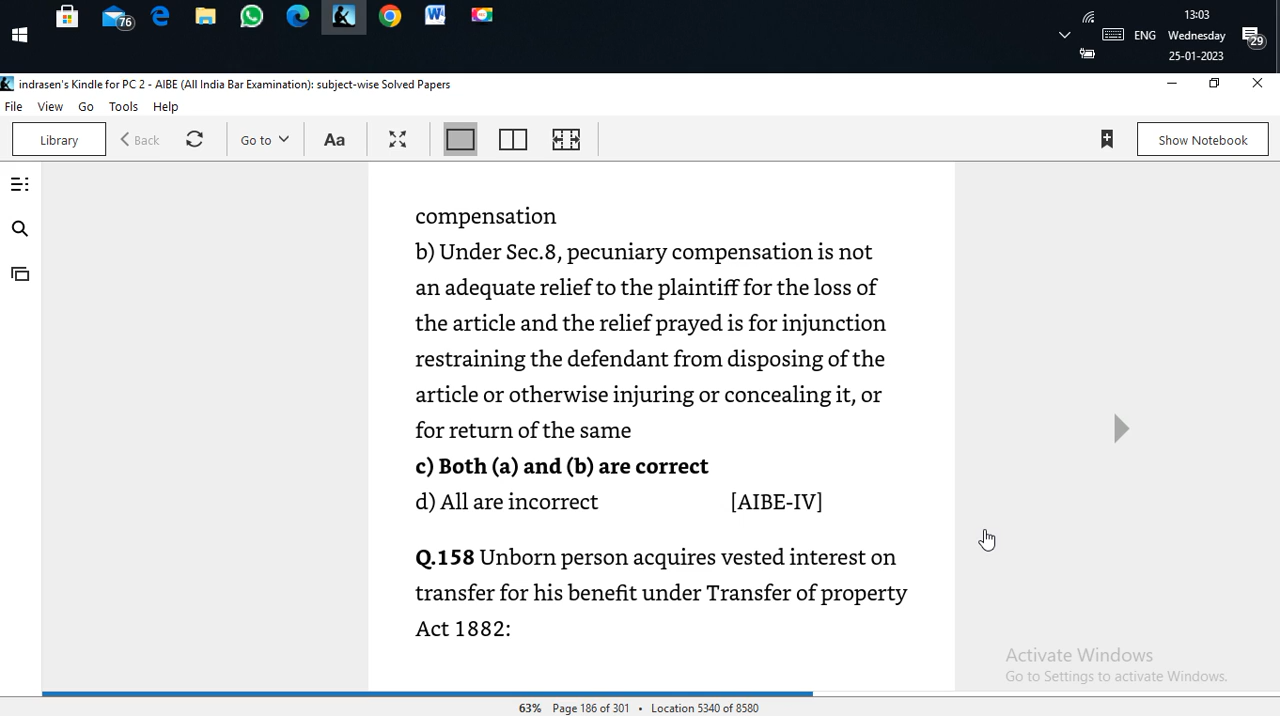 76
13:03
ENG
Wednesday
29
25-01-2023
indrasen's Kindle for PC 2 - AIBE (All India Bar Examination): subject-wise Solved Papers
File View Go Tools Help
Library
Back
Go to
Aa
Show Notebook
compensation
b) Under Sec.8, pecuniary compensation is not
an adequate relief to the plaintiff for the loss of
the article and the relief prayed is for injunction
restraining the defendant from disposing of the
article or otherwise injuring or concealing it, or
for return of the same
c) Both (a) and (b) are correct
d) All are incorrect [AIBE-IV]
Q.158 Unborn person acquires vested interest on
transfer for his benefit under Transfer of property
Act 1882:
Activate Windows
Go to Settings to activate Windows.
63% Page 186 of 301 • Location 5340 of 8580